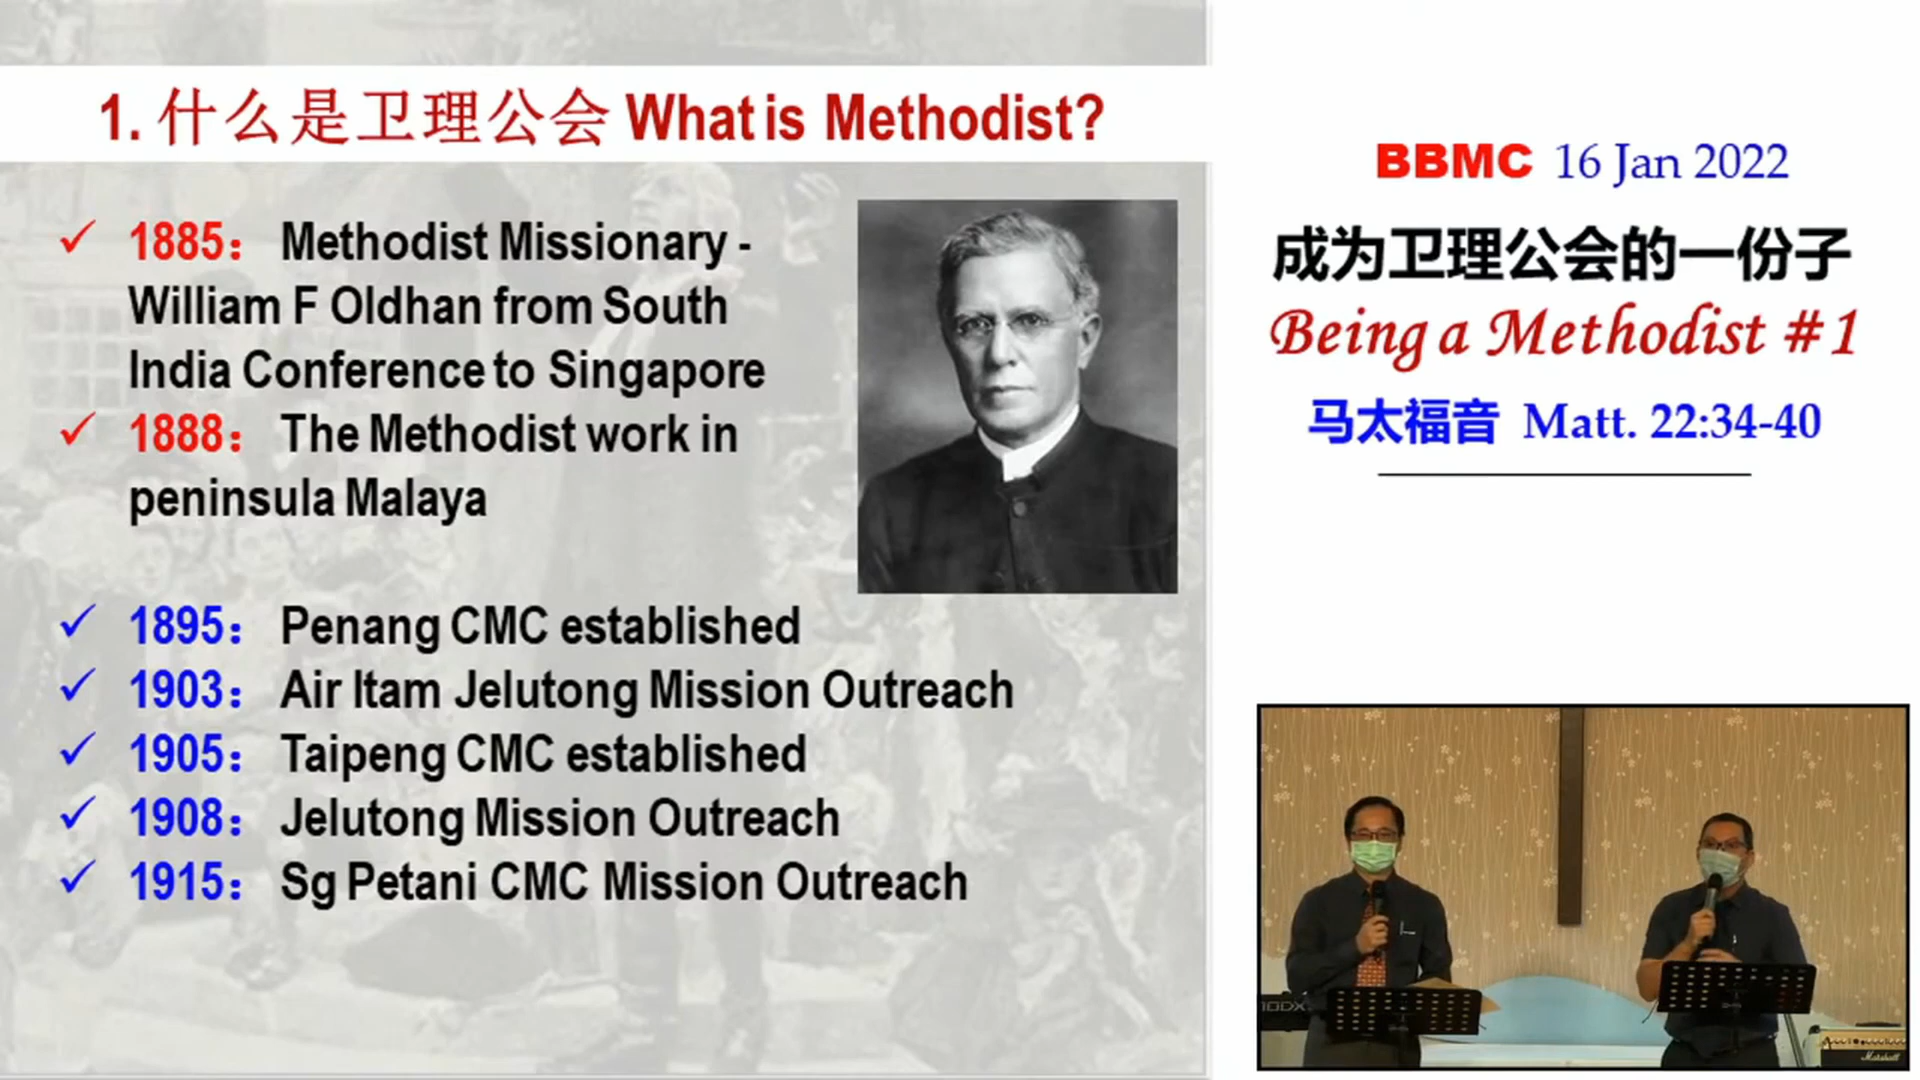 1. 什么是卫理公会 What is Methodist?
1885： Methodist Missionary -
William F Oldhan from South
India Conference to Singapore
1888： The Methodist work in
peninsula Malaya
1895： Penang CMC established
1903： Air Itam Jelutong Mission Outreach
1905： Taipeng CMC established
1908： Jelutong Mission Outreach
1915： Sg Petani CMC Mission Outreach
BBMC 16 Jan 2022
成为卫理公会的一份子
Being a Methodist #1
马太福音 Matt. 22:34-40
Marshall